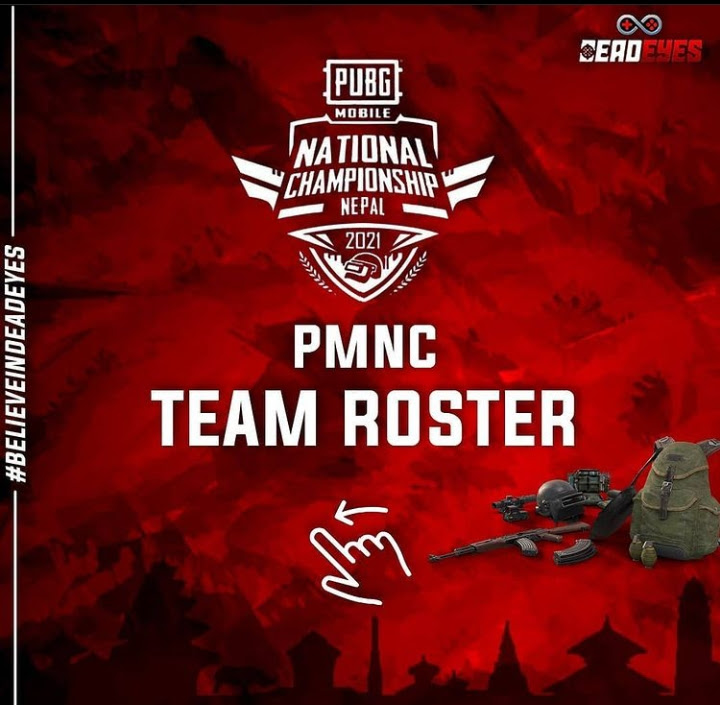 DEADEYES
PUBG
MOBILE
NATIONAL
CHAMPIONSHIP
NEPAL
2021
PMNC
TEAM ROSTER
#BELIEVEINDEADEYES